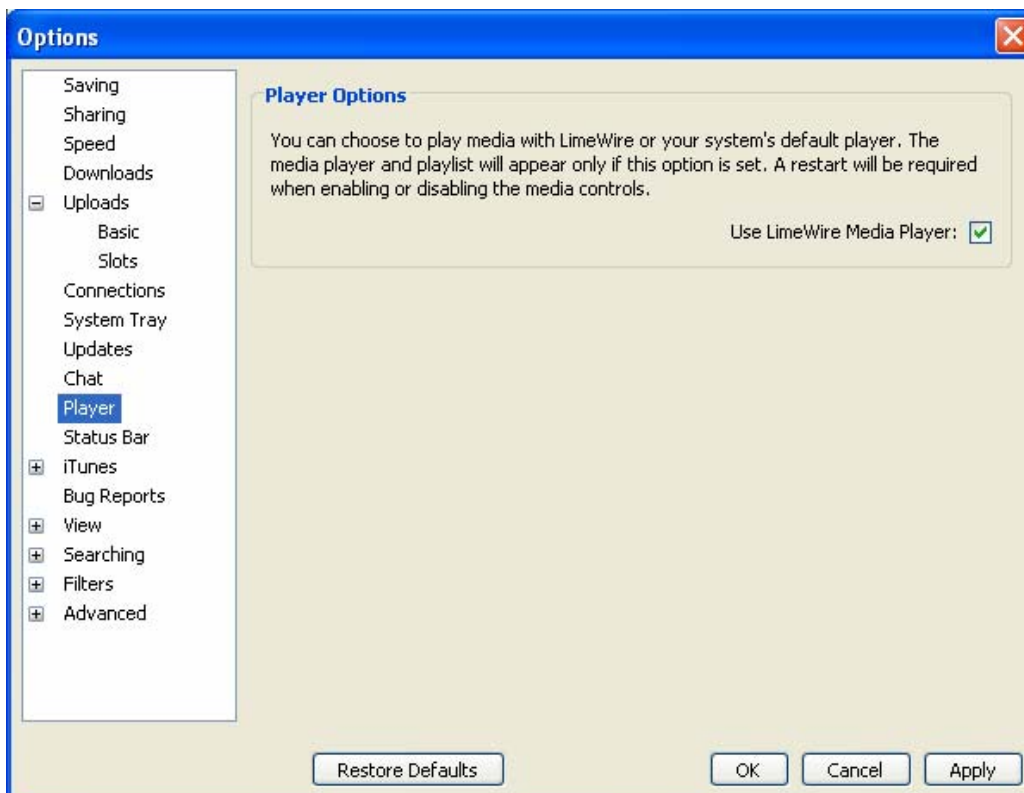 Options
Saving
Sharing
Speed
Downloads
Uploads
Basic
Slots
Connections
System Tray
Updates
Chat
Player
Status Bar
iTunes
Bug Reports
View
Searching
Filters
Advanced
Player Options
You can choose to play media with LimeWire or your system's default player. The
media player and playlist will appear only if this option is set. A restart will be required
when enabling or disabling the media controls.
Use LimeWire Media Player:
Restore Defaults
OK
Cancel
Apply